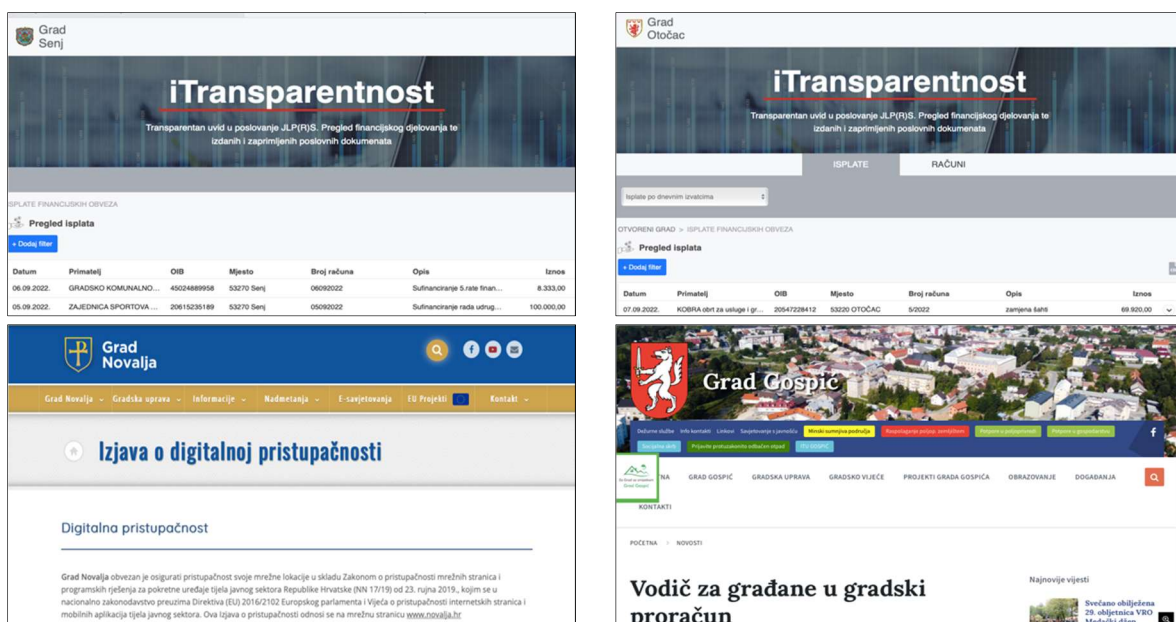 Grad
Senj
iTransparentnost
Transparentan uvid u poslovanje JLP(R)S. Pregled financijskog djelovanja te
izdanih i zaprimljenih poslovnih dokumenata
ISPLATE FINANCIJSKIH OBVEZA
Pregled isplata
+ Dodaj filter
Datum Primatelj OIB Mjesto Broj računa Opis Iznos
06.09.2022. GRADSKO KOMUNALNO... 45024889958 53270 Senj 06092022 Sufinanciranje 5.rate finan... 8.333,00
05.09.2022. ZAJEDNICA SPORTOVA ... 20615235189 53270 Senj 05092022 Sufinanciranje rada udrug... 100.000,00
Grad
Otočac
iTransparentnost
Transparentan uvid u poslovanje JLP(R)S. Pregled financijskog djelovanja te
izdanih i zaprimljenih poslovnih dokumenata
ISPLATE RAČUNI
Isplate po dnevnim izvatcima
OTVORENI GRAD > ISPLATE FINANCIJSKIH OBVEZA
Pregled isplata
+ Dodaj filter
Datum Primatelj OIB Mjesto Broj računa Opis Iznos
07.09.2022. KOBRA obrt za usluge i gr... 20547228412 53220 OTOČAC 5/2022 zamjena šahti 69.920,00
Grad
Novalja
Grad Novalja Gradska uprava Informacije Nadmetanja E-savjetovanja EU Projekti Kontakt
Izjava o digitalnoj pristupačnosti
Digitalna pristupačnost
Grad Novalja obvezan je osigurati pristupačnost svoje mrežne lokacije u skladu Zakonom o pristupačnosti mrežnih stranica i
programskih rješenja za pokretne uređaje tijela javnog sektora Republike Hrvatske (NN 17/19) od 23. rujna 2019., kojim se u
nacionalno zakonodavstvo preuzima Direktiva (EU) 2016/2102 Europskog parlamenta i Vijeća o pristupačnosti internetskih stranica i
mobilnih aplikacija tijela javnog sektora. Ova Izjava o pristupačnosti odnosi se na mrežnu stranicu www.novalja.hr
Grad Gospić
Dežurne službe Info kontakti Linkovi Savjetovanje s javnošću Minski sumnjiva područja Raspolaganje poljop. zemljištem Potpore u poljoprivredi Potpore u gospodarstvu
Prijavite protuzakonito odbačen otpad ITU GOSPIĆ
GRAD GOSPIĆ GRADSKA UPRAVA GRADSKO VIJEĆE PROJEKTI GRADA GOSPIĆA OBRAZOVANJE DOGAĐANJA
KONTAKTI
POČETNA NOVOSTI
Vodič za građane u gradski
proračun
Najnovije vijesti
Svečano obilježena
29. obljetnica VRO
Medački džep